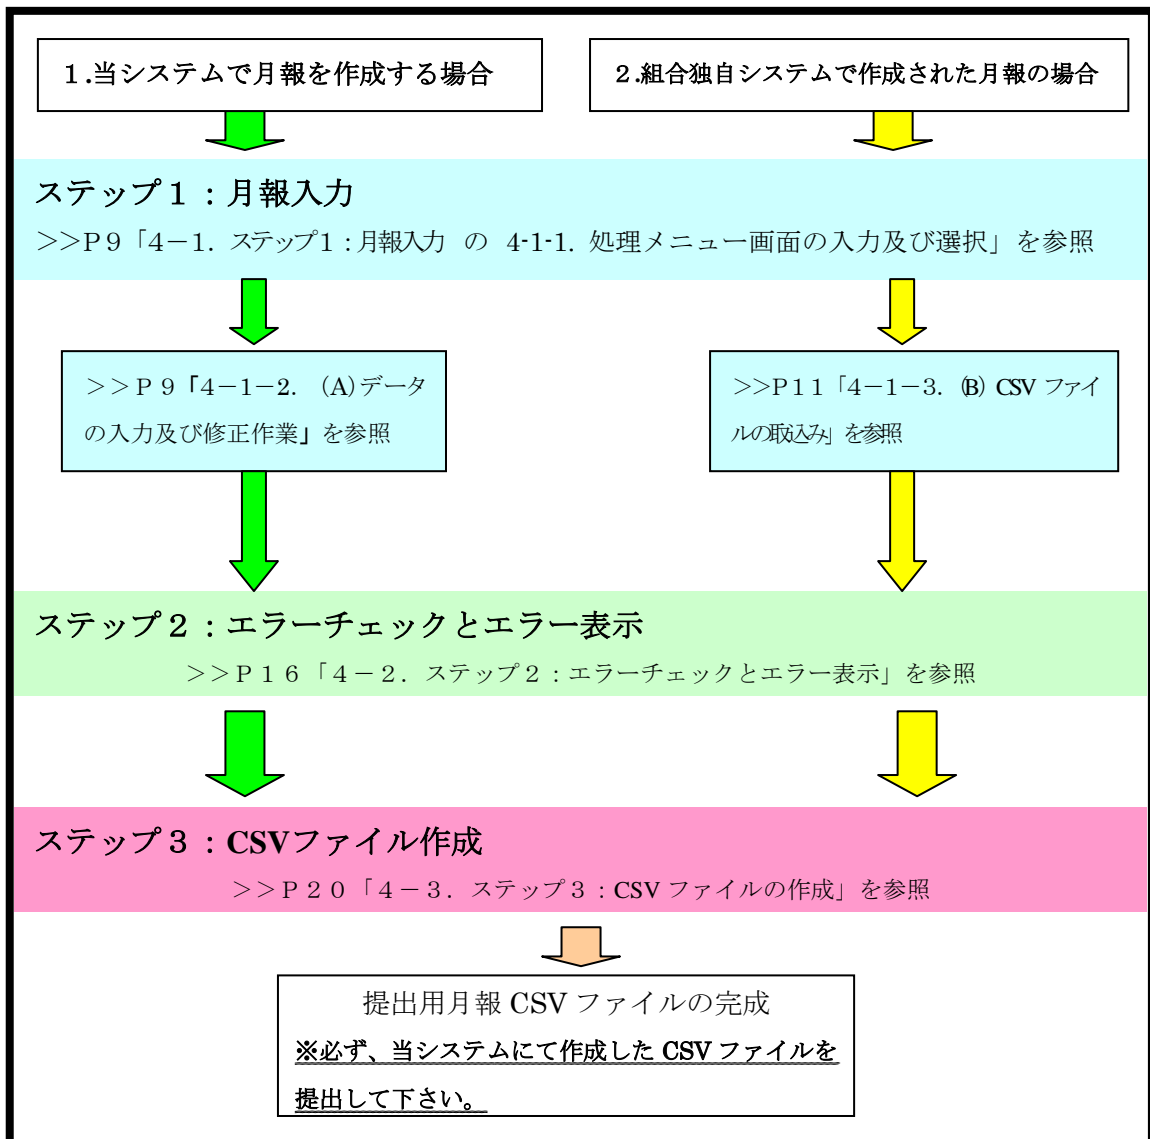 １.当システムで月報を作成する場合
２.組合独自システムで作成された月報の場合
ステップ１：月報入力
>>P９「４－１．ステップ１：月報入力 の 4-1-1. 処理メニュー画面の入力及び選択」を参照
＞＞Ｐ９「４－１－２．(A)データ
の入力及び修正作業」を参照
>>P11「４－１－３．(B) CSV ファイ
ルの取込み」を参照
ステップ２：エラーチェックとエラー表示
＞＞Ｐ１６「４－２．ステップ２：エラーチェックとエラー表示」を参照
ステップ３：CSVファイル作成
＞＞Ｐ２０「４－３．ステップ３：CSV ファイルの作成」を参照
提出用月報 CSV ファイルの完成
※必ず、当システムにて作成した CSV ファイルを
提出して下さい。